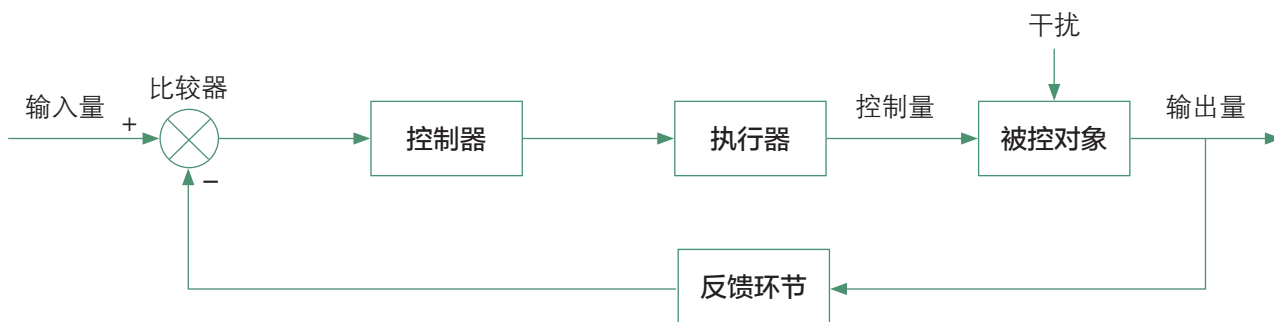 干扰
输入量
+
比较器
−
控制器
执行器
控制量
被控对象
输出量
反馈环节